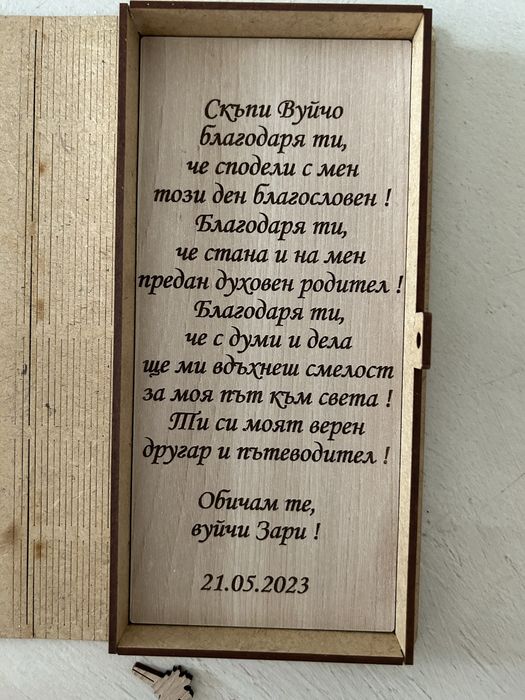 Скъпи Вуйчо
благодаря ти,
че сподели с мен
този ден благословен !
Благодаря ти,
че стана и на мен
предан духовен родител !
Благодаря ти,
че с думи и дела
ще ми вдъхнеш смелост
за моя път към света !
Ти си моят верен
другар и пътеводител !
Обичам те,
вуйчи Зари !
21.05.2023